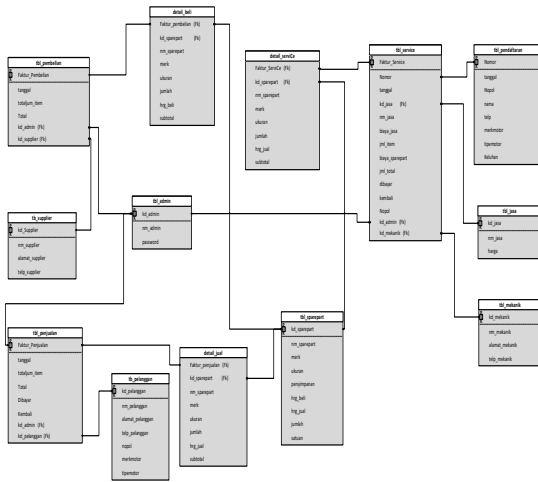 detail_beli
Faktur_pembelian (Fk)
kd_sparepart (Fk)
nm_sparepart
merk
ukuran
jumlah
hrg_beli
subtotal
tbl_pembelian
Faktur_Pembelian
tanggal
totaljum_item
Total
kd_admin (Fk)
kd_supplier (Fk)
detail_serviCe
Faktur_ServiCe (Fk)
kd_sparepart (Fk)
nm_sparepart
merk
ukuran
jumlah
hrg_jual
subtotal
tbl_service
Faktur_Service
Nomor
tanggal
kd_jasa (Fk)
nm_jasa
biaya_jasa
jml_item
biaya_sparepart
jml_total
dibayar
kembali
Nopol
kd_admin (Fk)
kd_mekanik (Fk)
tbl_pendaftaran
Nomor
tanggal
Nopol
nama
telp
merkmotor
tipemotor
Keluhan
tb_supplier
kd_Supplier
nm_supplier
alamat_supplier
telp_supplier
tbl_admin
kd_admin
nm_admin
password
tbl_jasa
kd_jasa
nm_jasa
harga
tbl_mekanik
kd_mekanik
nm_mekanik
alamat_mekanik
telp_mekanik
tbl_penjualan
Faktur_Penjualan
tanggal
totaljum_item
Total
Dibayar
Kembali
kd_admin (Fk)
kd_pelanggan (Fk)
tb_pelanggan
kd_pelanggan
nm_pelanggan
alamat_pelanggan
telp_pelanggan
nopol
merkmotor
tipemotor
detail_jual
Faktur_penjualan (Fk)
kd_sparepart (Fk)
nm_sparepart
merk
ukuran
jumlah
hrg_jual
subtotal
tbl_sparepart
kd_sparepart
nm_sparepart
merk
ukuran
penyimpanan
hrg_beli
hrg_jual
jumlah
satuan